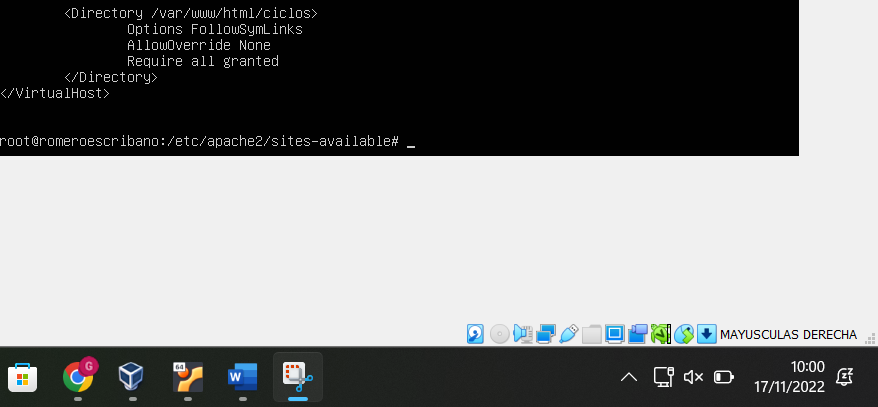 <Directory /var/www/html/ciclos>
Options FollowSymLinks
AllowOverride None
Require all granted
</Directory>
</VirtualHost>
root@romeroescribano:/etc/apache2/sites-available# _
MAYUSCULAS DERECHA
G
64
W
10:00
17/11/2022